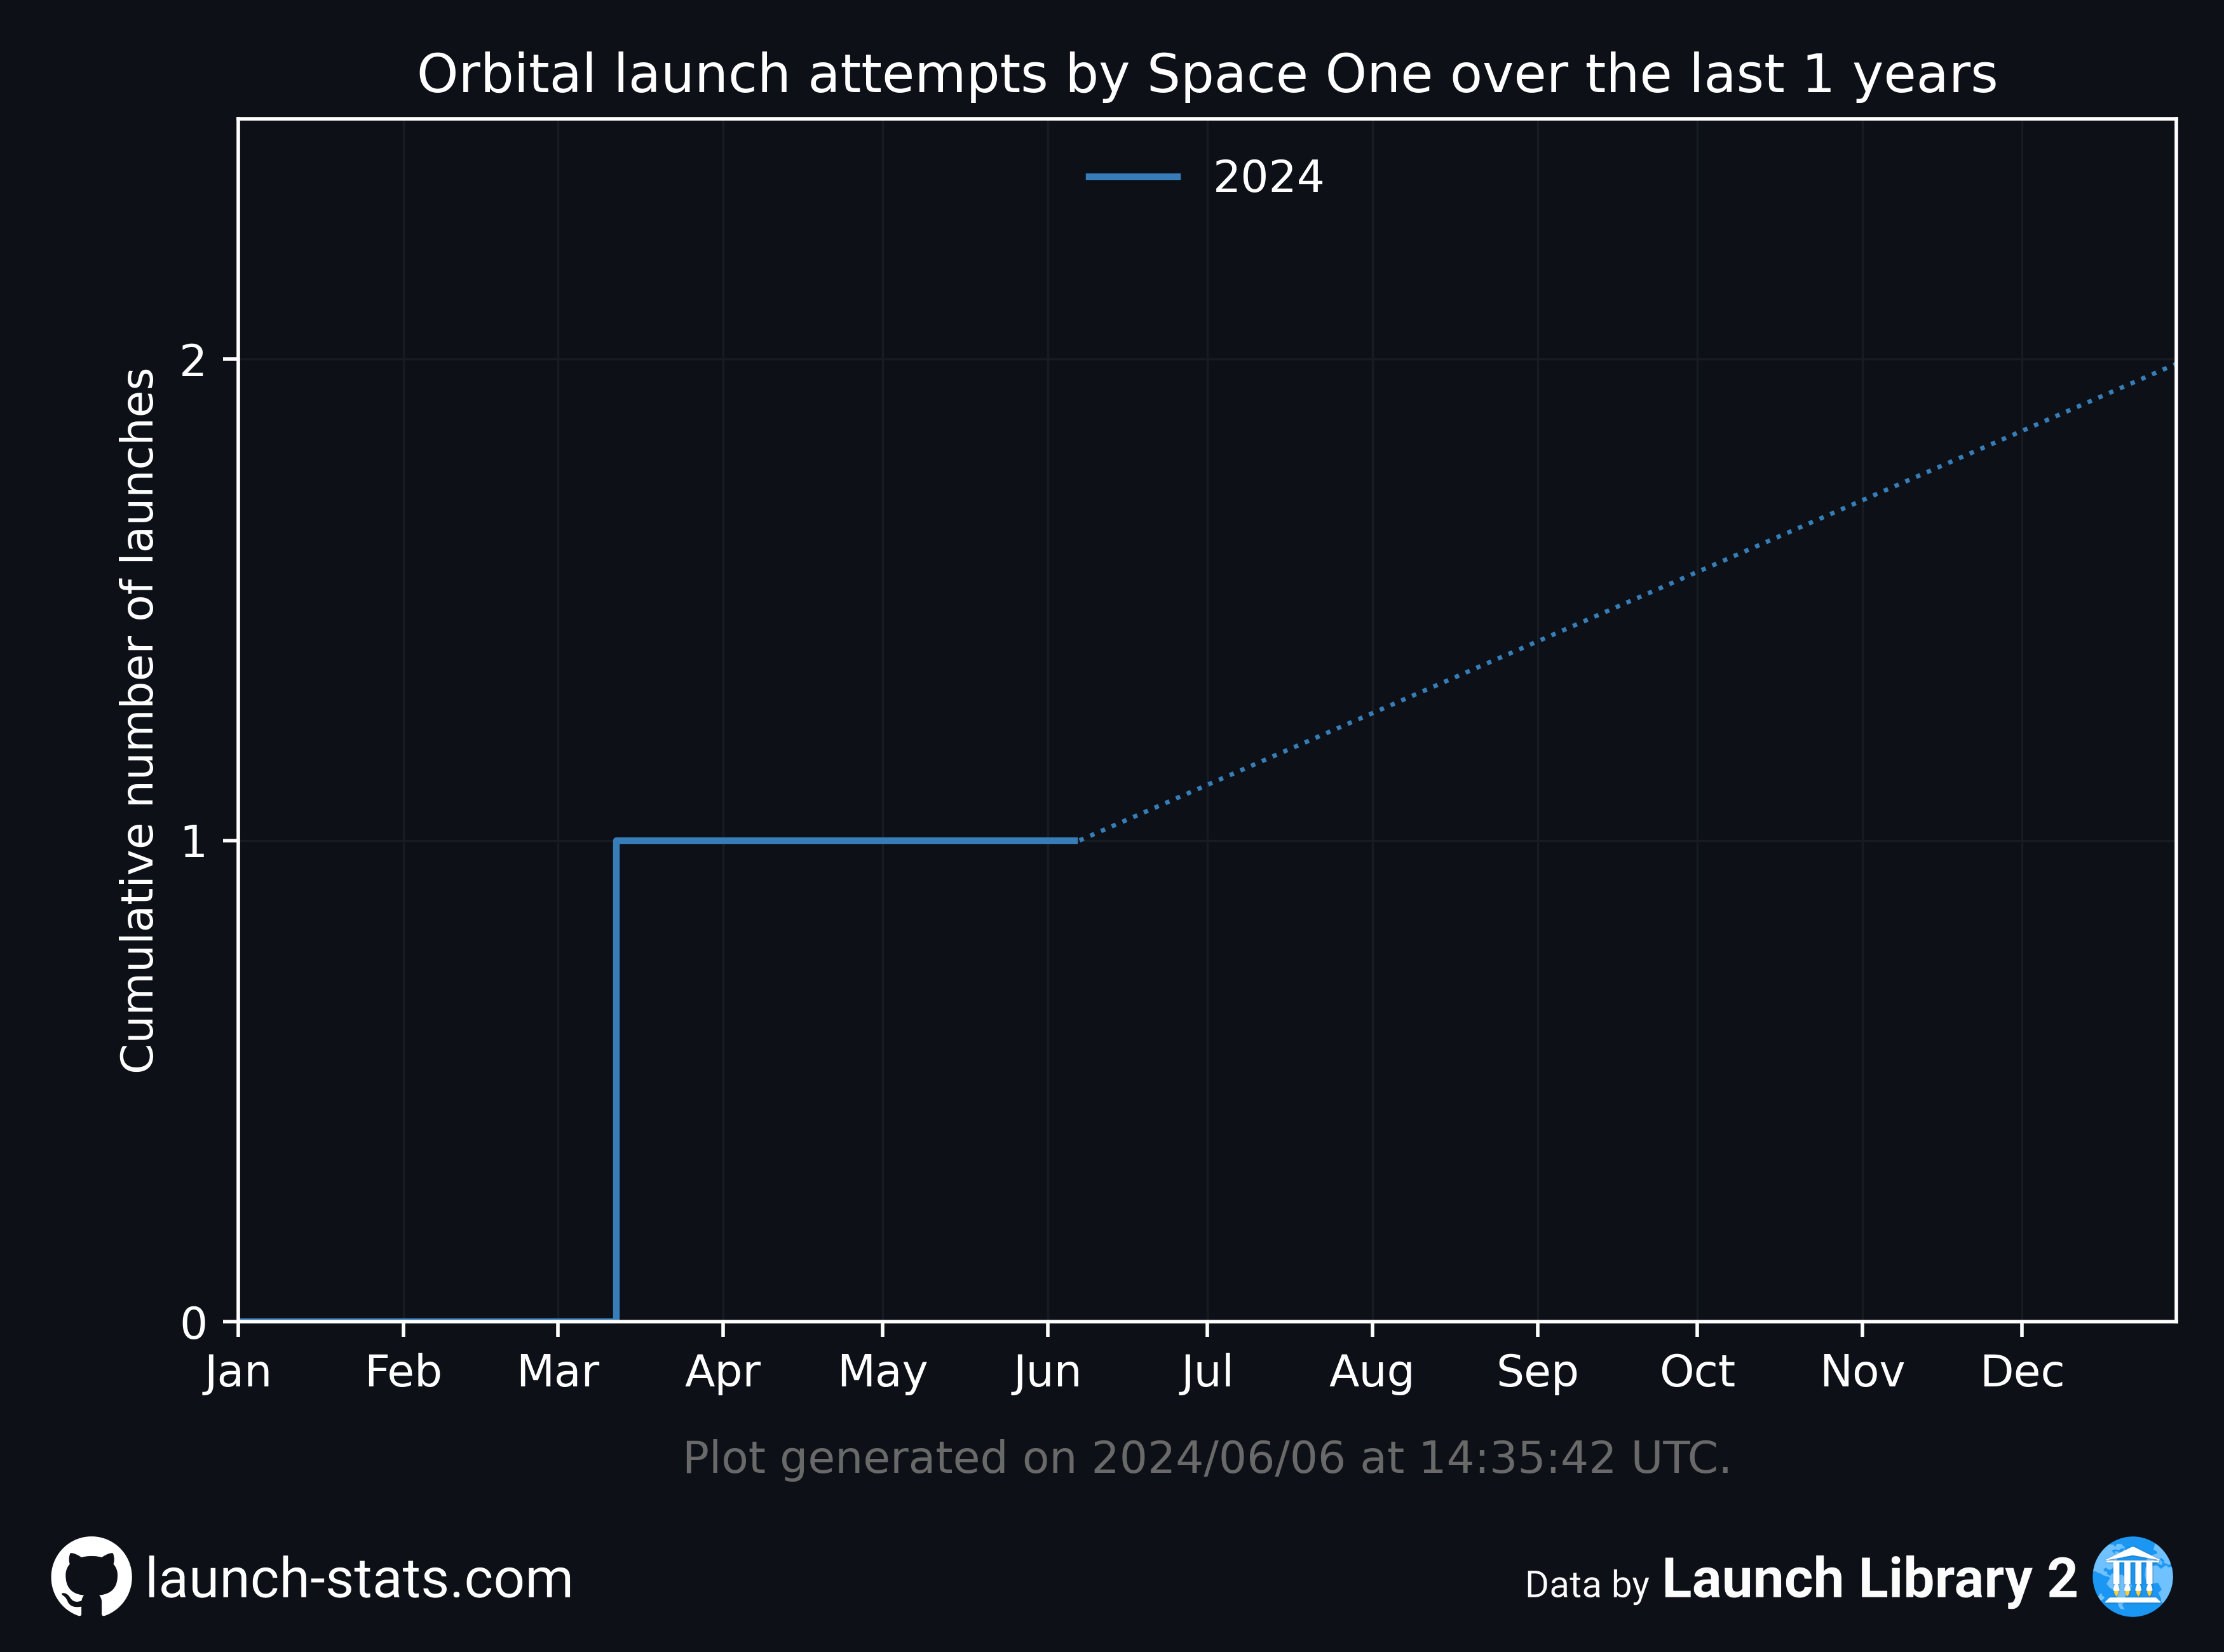 Orbital launch attempts by Space One over the last 1 years
2024
Cumulative number of launches
2
1
0
Jan Feb Mar Apr May Jun Jul Aug Sep Oct Nov Dec
Plot generated on 2024/06/06 at 14:35:42 UTC.
launch-stats.com
Data by Launch Library 2